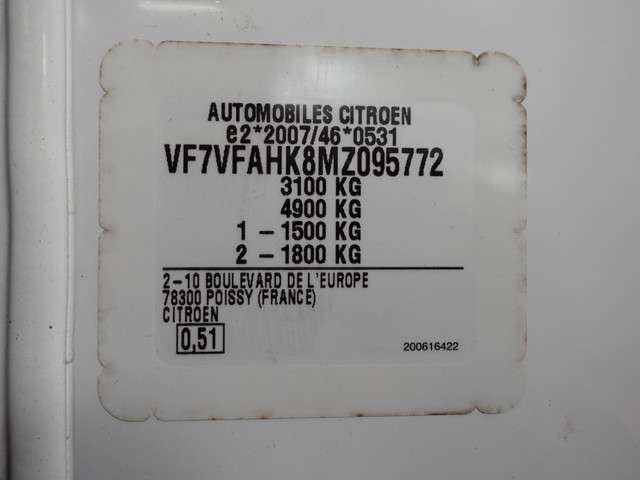 AUTOMOBILES CITROEN
e2*2007/46*0531
VF7VFAHK8MZ095772
3100 KG
4900 KG
1 - 1500 KG
2 - 1800 KG
2-10 BOULEVARD DE L'EUROPE
78300 POISSY (FRANCE)
CITROEN
0,51
200616422